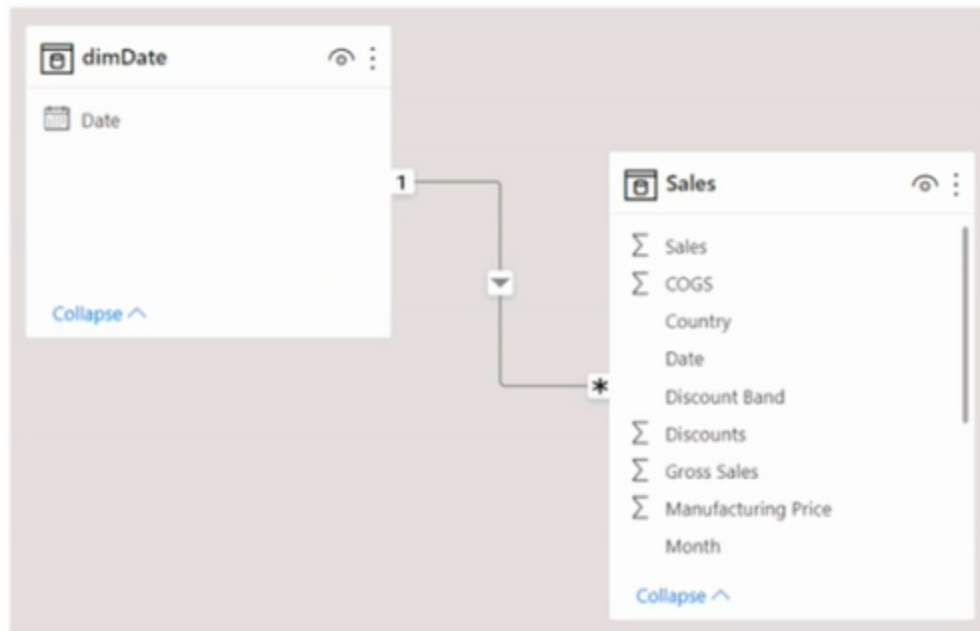 dimDate
Date
Collapse
1
*
Sales
Σ Sales
Σ COGS
Country
Date
Discount Band
Σ Discounts
Σ Gross Sales
Σ Manufacturing Price
Month
Collapse